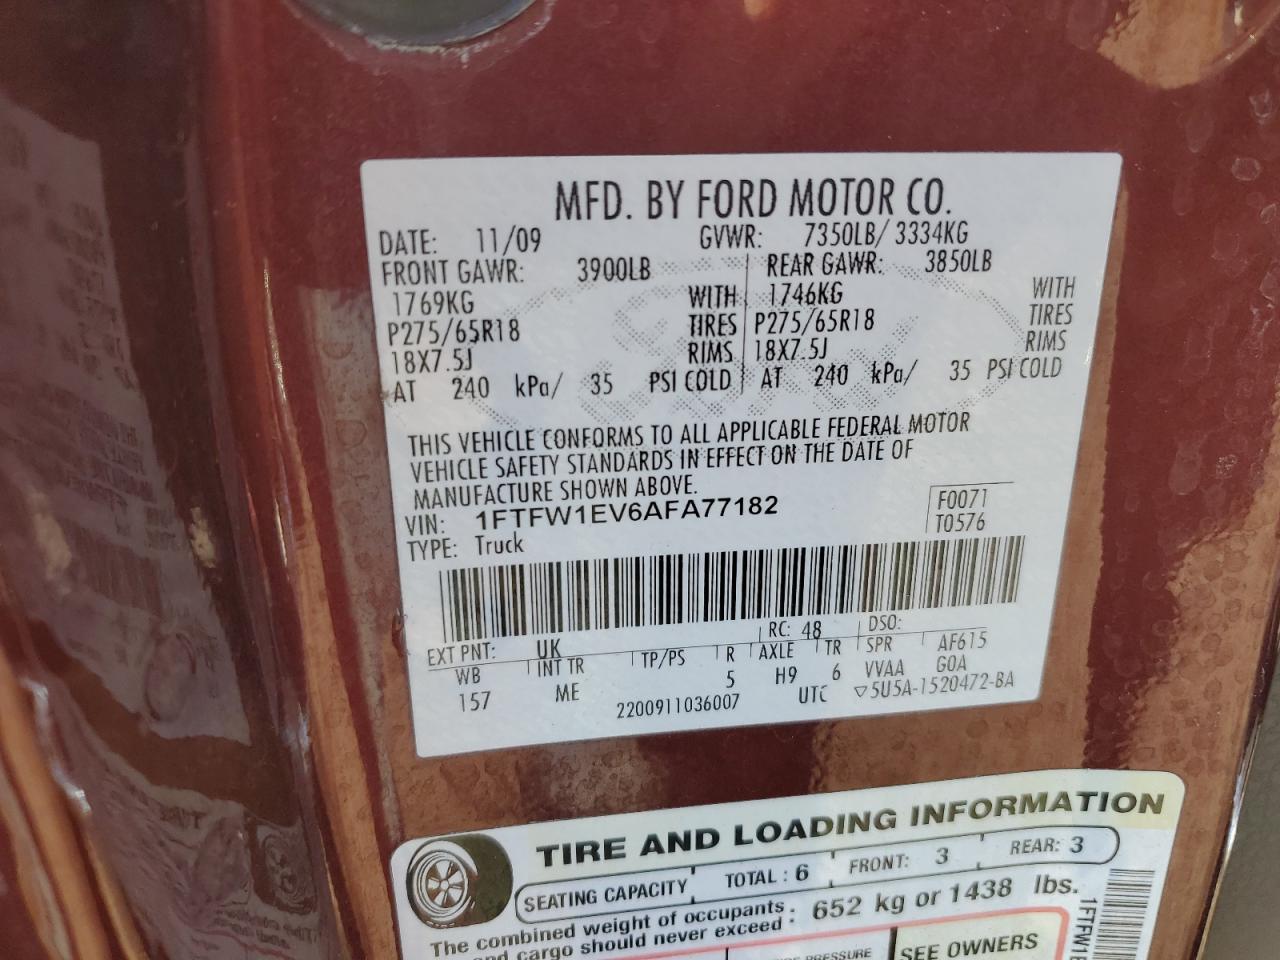 MFD. BY FORD MOTOR CO.
DATE: 11/09 GVWR: 7350LB/ 3334KG
FRONT GAWR: 3900LB REAR GAWR: 3850LB
1769KG WITH 1746KG WITH
P275/65R18 TIRES P275/65R18 TIRES
18X7.5J RIMS 18X7.5J RIMS
AT 240 kPa/ 35 PSI COLD AT 240 kPa/ 35 PSI COLD
THIS VEHICLE CONFORMS TO ALL APPLICABLE FEDERAL MOTOR
VEHICLE SAFETY STANDARDS IN EFFECT ON THE DATE OF
MANUFACTURE SHOWN ABOVE.
VIN: 1FTFW1EV6AFA77182 F0071
TYPE: Truck T0576
EXT PNT: UK RC: 48 DSO:
WB INT TR TP/PS R AXLE TR SPR AF615
157 ME 5 H9 6 VVAA GOA
2200911036007 UTC ▽5U5A-1520472-BA
TIRE AND LOADING INFORMATION
SEATING CAPACITY TOTAL : 6 FRONT: 3 REAR: 3
The combined weight of occupants : 652 kg or 1438 lbs.
and cargo should never exceed
PRESSURE SEE OWNERS
1FTFW1E